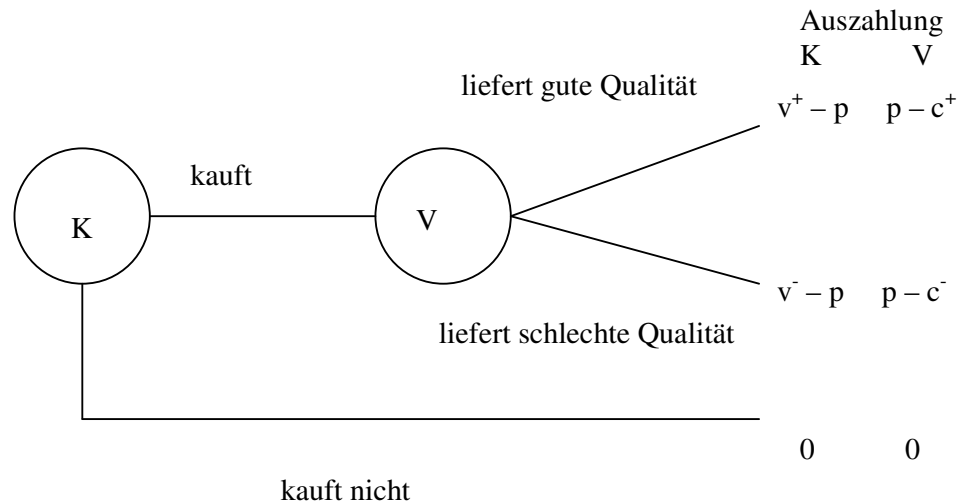 Auszahlung
K V
liefert gute Qualität
v⁺ – p p – c⁺
kauft
K V
v⁻ – p p – c⁻
liefert schlechte Qualität
0 0
kauft nicht